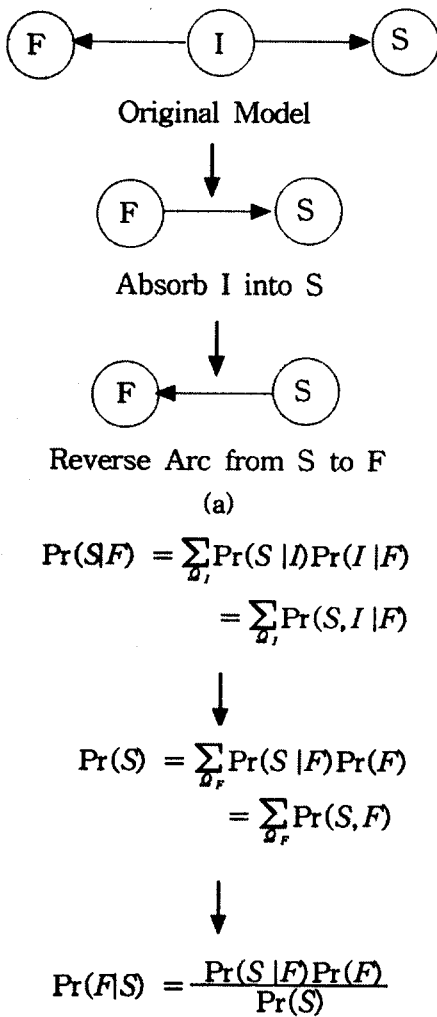 F I S
Original Model
F S
Absorb I into S
F S
Reverse Arc from S to F
(a)
Pr(S|F) = ∑_{Ω_I} Pr(S|I)Pr(I|F)
= ∑_{Ω_I} Pr(S,I|F)
Pr(S) = ∑_{Ω_F} Pr(S|F)Pr(F)
= ∑_{Ω_F} Pr(S,F)
Pr(F|S) = Pr(S|F)Pr(F) / Pr(S)